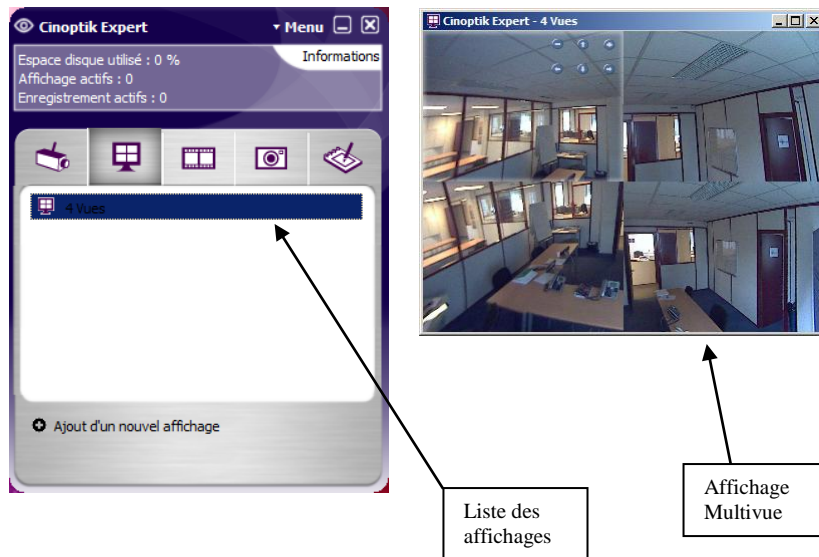 Cinoptik Expert
Menu
Espace disque utilisé : 0 %
Informations
Affichage actifs : 0
Enregistrement actifs : 0
4 Vues
Ajout d'un nouvel affichage
Cinoptik Expert - 4 Vues
Liste des
affichages
Affichage
Multivue